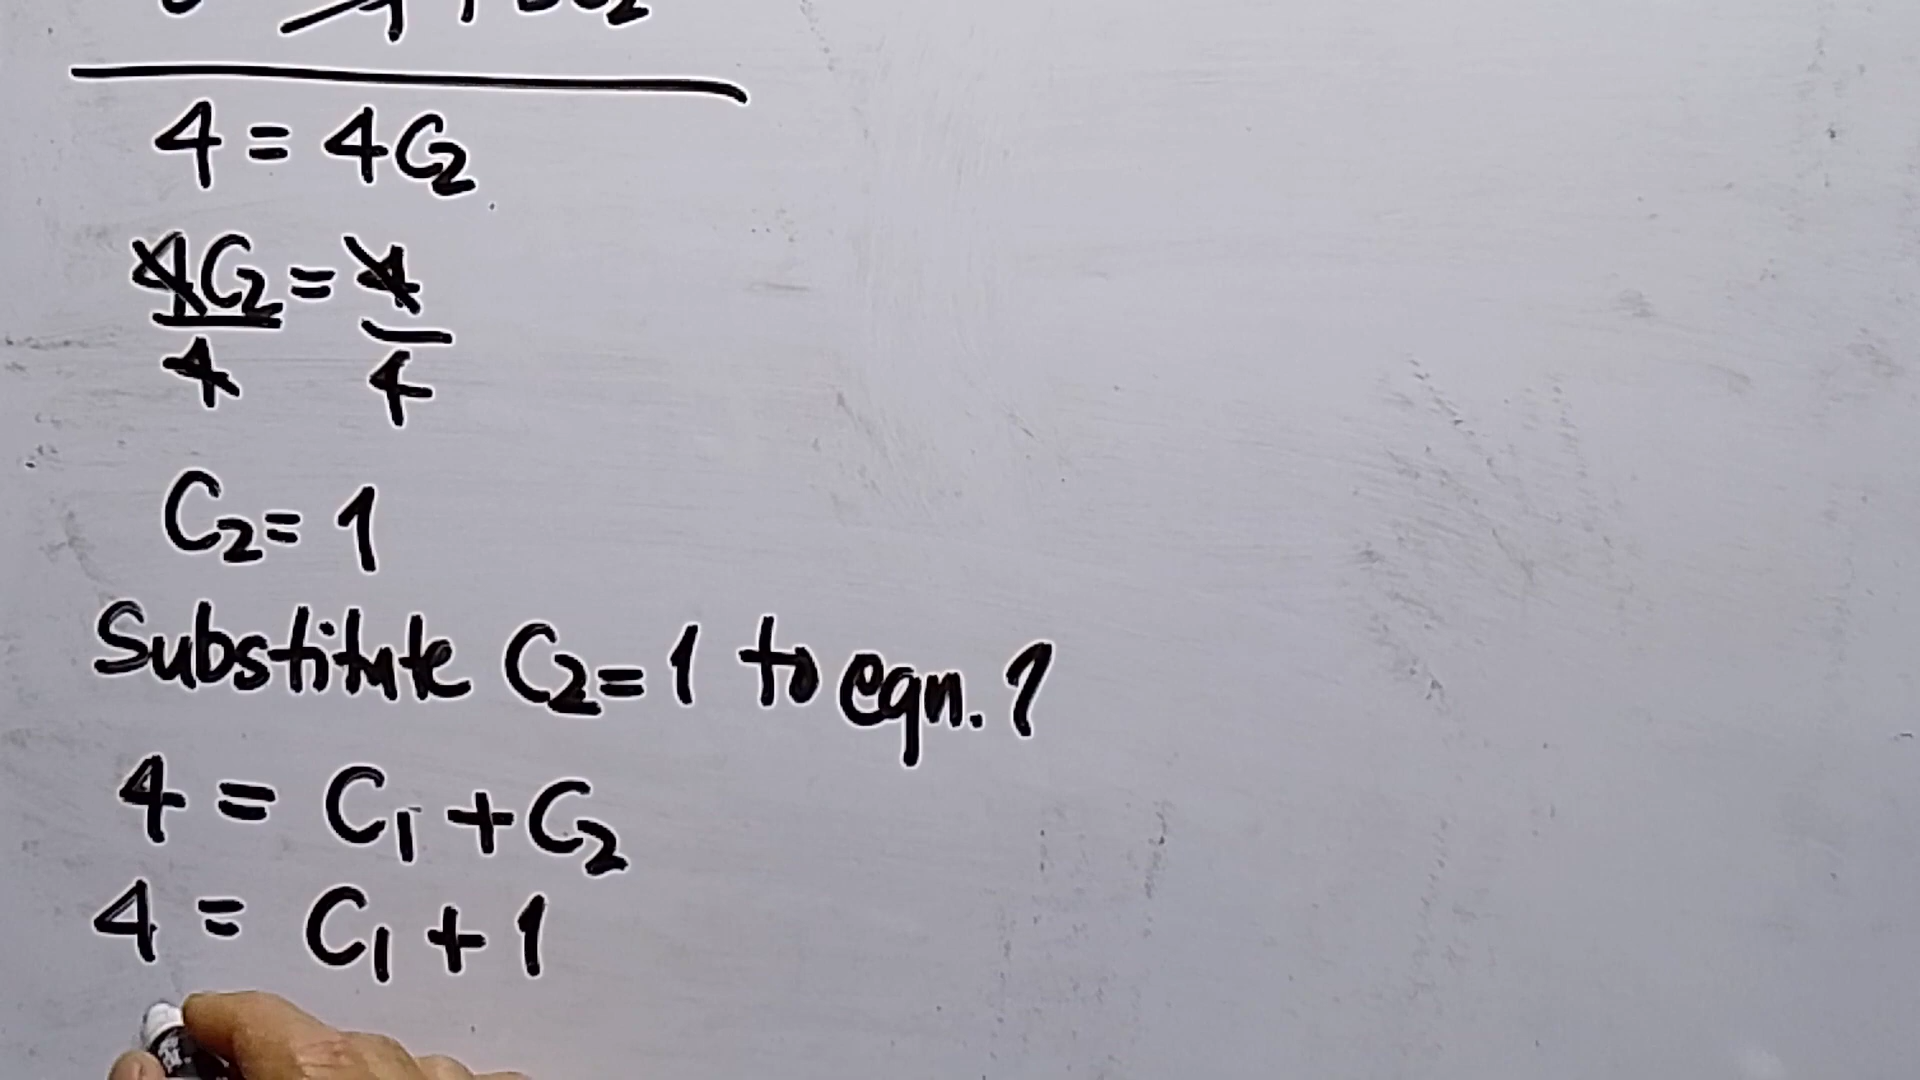 4 = 4C₂
4C₂ = 4
4 4
C₂ = 1
Substitute C₂ = 1 to eqn. 1
4 = C₁ + C₂
4 = C₁ + 1